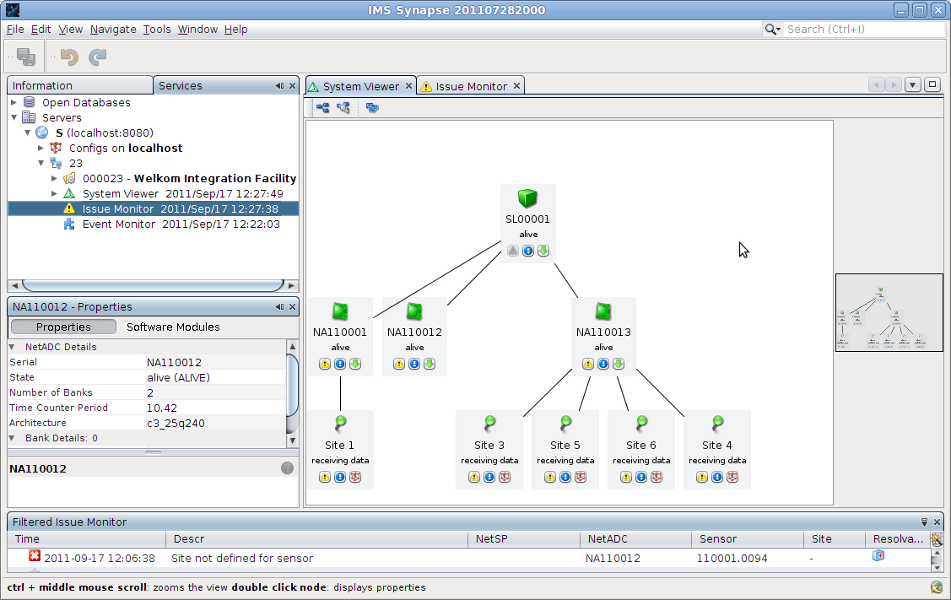 IMS Synapse 201107282000
File Edit View Navigate Tools Window Help
Search (Ctrl+I)
Information
Services
System Viewer
Issue Monitor
Open Databases
Servers
S (localhost:8080)
Configs on localhost
23
000023 - Welkom Integration Facility
System Viewer 2011/Sep/17 12:27:49
Issue Monitor 2011/Sep/17 12:27:38
Event Monitor 2011/Sep/17 12:22:03
SL00001
alive
NA110001
alive
NA110012
alive
NA110013
alive
Site 1
receiving data
Site 3
receiving data
Site 5
receiving data
Site 6
receiving data
Site 4
receiving data
NA110012 - Properties
Properties Software Modules
NetADC Details
Serial NA110012
State alive (ALIVE)
Number of Banks 2
Time Counter Period 10.42
Architecture c3_25q240
Bank Details: 0
NA110012
Filtered Issue Monitor
Time Descr NetSP NetADC Sensor Site Resolva...
2011-09-17 12:06:38 Site not defined for sensor NA110012 110001.0094 -
ctrl + middle mouse scroll: zooms the view double click node: displays properties